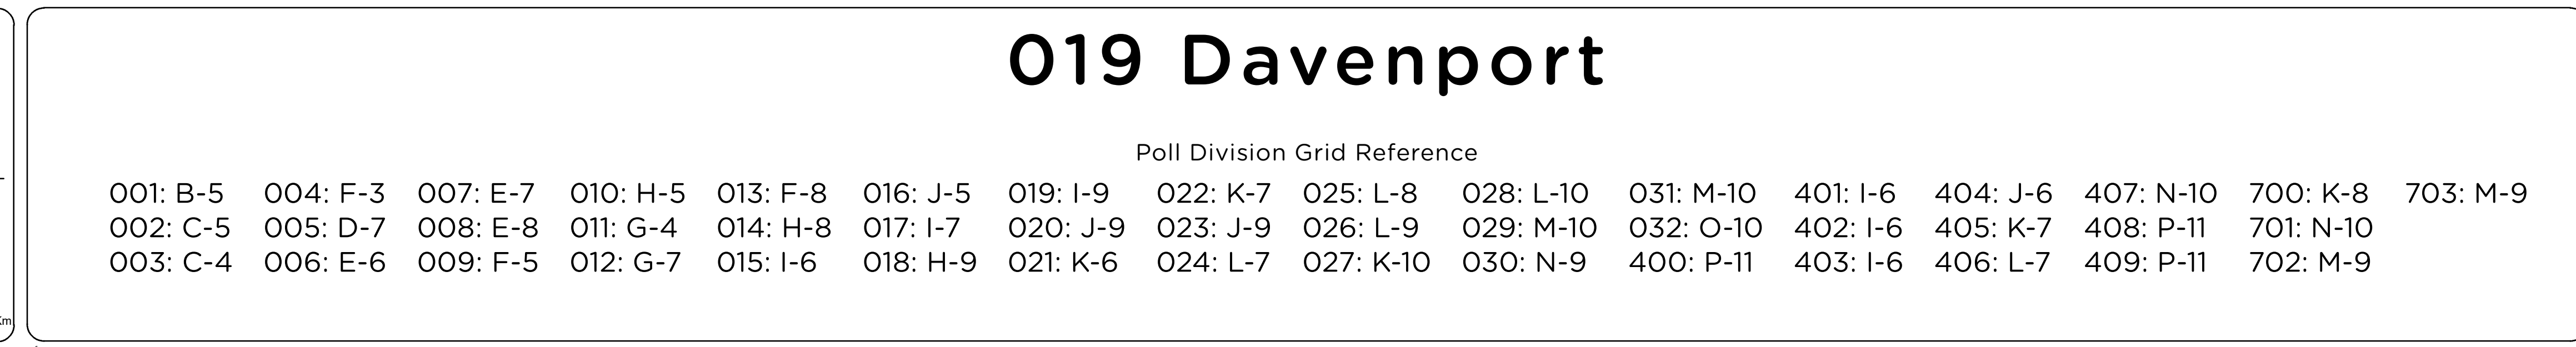 019 Davenport
Poll Division Grid Reference
001: B-5 004: F-3 007: E-7 010: H-5 013: F-8 016: J-5 019: I-9 022: K-7 025: L-8 028: L-10 031: M-10 401: I-6 404: J-6 407: N-10 700: K-8 703: M-9
002: C-5 005: D-7 008: E-8 011: G-4 014: H-8 017: I-7 020: J-9 023: J-9 026: L-9 029: M-10 032: O-10 402: I-6 405: K-7 408: P-11 701: N-10
003: C-4 006: E-6 009: F-5 012: G-7 015: I-6 018: H-9 021: K-6 024: L-7 027: K-10 030: N-9 400: P-11 403: I-6 406: L-7 409: P-11 702: M-9
Km